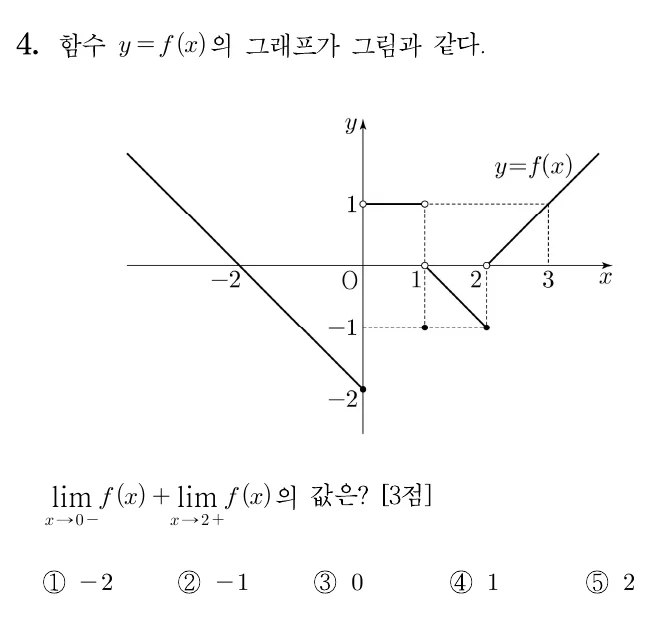 4. 함수 y=f(x)의 그래프가 그림과 같다.
y
y=f(x)
1
-2 O 1 2 3 x
-1
-2
lim f(x)+lim f(x)의 값은? [3점]
x→0- x→2+
① -2 ② -1 ③ 0 ④ 1 ⑤ 2